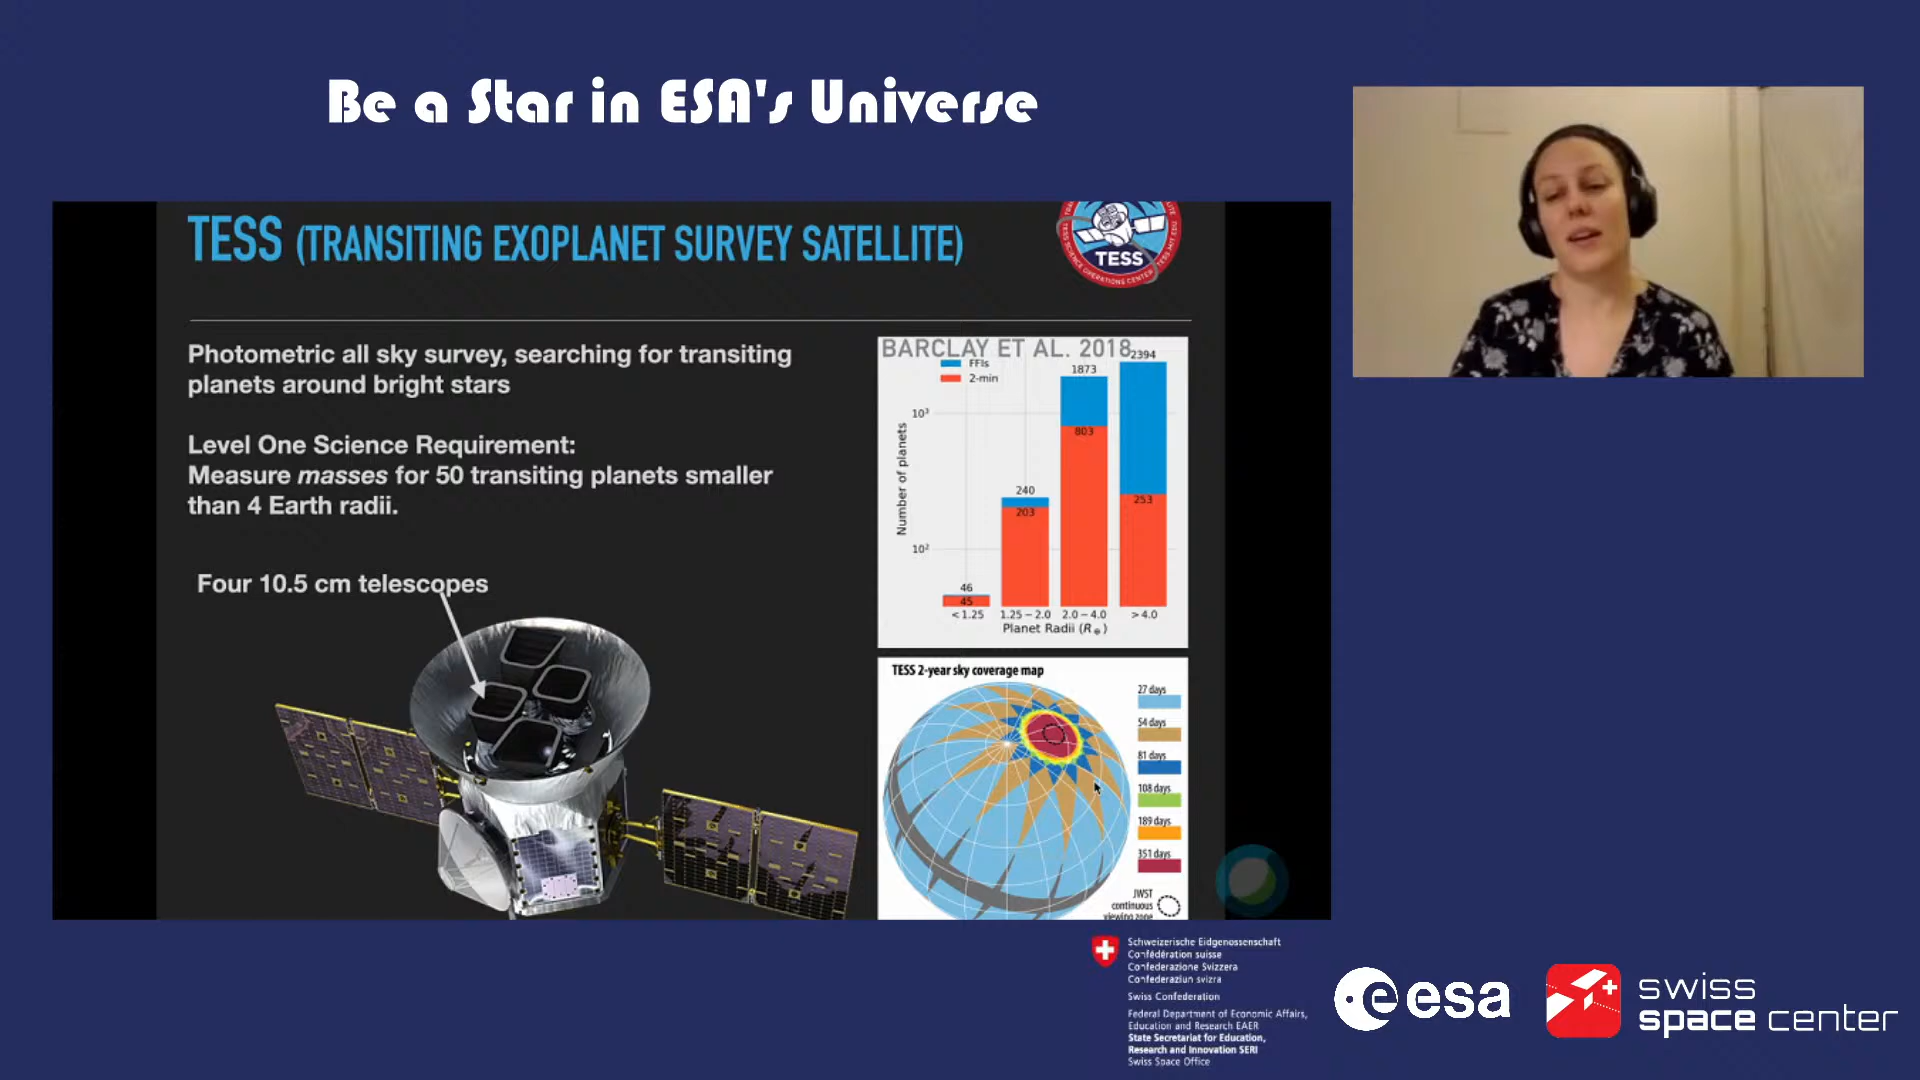 Be a Star in ESA's Universe
TESS (TRANSITING EXOPLANET SURVEY SATELLITE)
TESS
TESS SCIENCE OPERATIONS CENTER
Photometric all sky survey, searching for transiting
planets around bright stars
Level One Science Requirement:
Measure masses for 50 transiting planets smaller
than 4 Earth radii.
Four 10.5 cm telescopes
BARCLAY ET AL. 2018
FFIs
2-min
2394
1873
10³
803
240
253
203
10²
46
45
<1.25
1.25−2.0
2.0−4.0
>4.0
Number of planets
Planet Radii (R⊕)
TESS 2-year sky coverage map
27 days
54 days
81 days
108 days
189 days
351 days
JWST
continuous
viewing zone
Schweizerische Eidgenossenschaft
Confédération suisse
Confederazione Svizzera
Confederaziun svizra
Swiss Confederation
Federal Department of Economic Affairs,
Education and Research EAER
State Secretariat for Education,
Research and Innovation SERI
Swiss Space Office
esa
swiss
space center